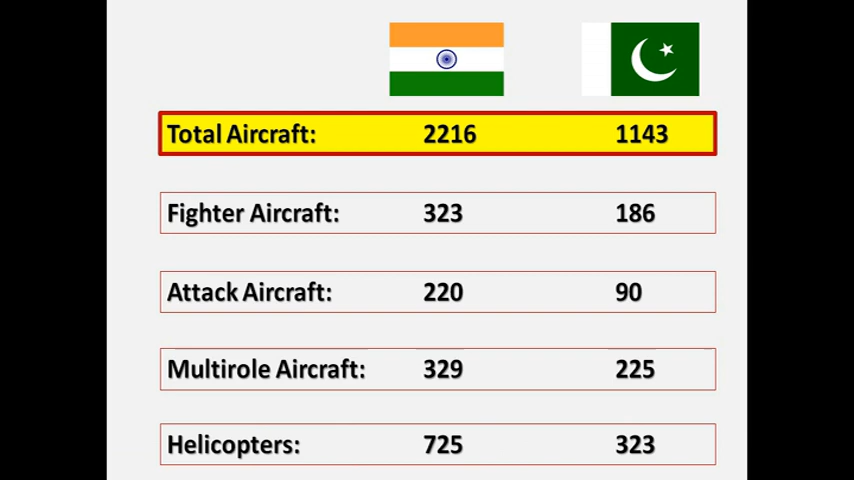 Total Aircraft: 2216 1143
Fighter Aircraft: 323 186
Attack Aircraft: 220 90
Multirole Aircraft: 329 225
Helicopters: 725 323